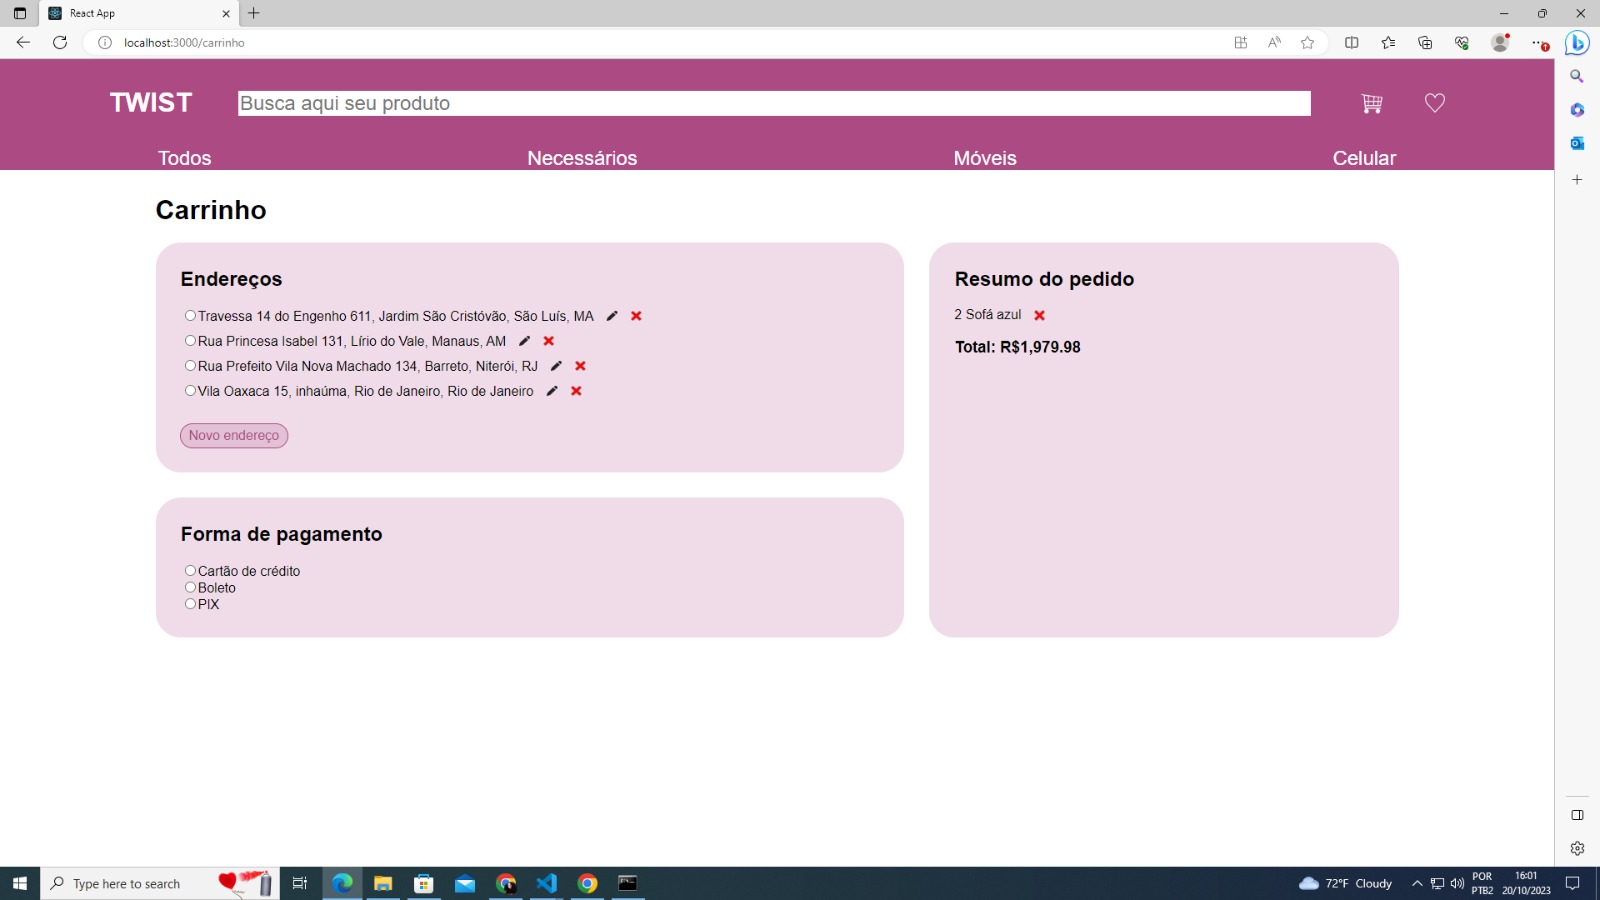 React App
localhost:3000/carrinho
TWIST
Busca aqui seu produto
Todos
Necessários
Móveis
Celular
Carrinho
Endereços
Travessa 14 do Engenho 611, Jardim São Cristóvão, São Luís, MA
Rua Princesa Isabel 131, Lírio do Vale, Manaus, AM
Rua Prefeito Vila Nova Machado 134, Barreto, Niterói, RJ
Vila Oaxaca 15, inhaúma, Rio de Janeiro, Rio de Janeiro
Novo endereço
Forma de pagamento
Cartão de crédito
Boleto
PIX
Resumo do pedido
2 Sofá azul
Total: R$1,979.98
Type here to search
72°F Cloudy
POR
PTB2
16:01
20/10/2023